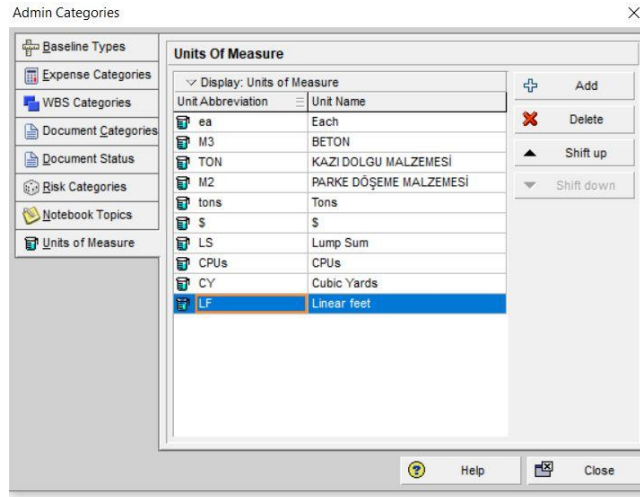 Admin Categories
Baseline Types
Expense Categories
WBS Categories
Document Categories
Document Status
Risk Categories
Notebook Topics
Units of Measure
Units Of Measure
Display: Units of Measure
Unit Abbreviation Unit Name
ea Each
M3 BETON
TON KAZI DOLGU MALZEMESİ
M2 PARKE DÖŞEME MALZEMESİ
tons Tons
$ $
LS Lump Sum
CPUs CPUs
CY Cubic Yards
LF Linear feet
Add
Delete
Shift up
Shift down
Help
Close